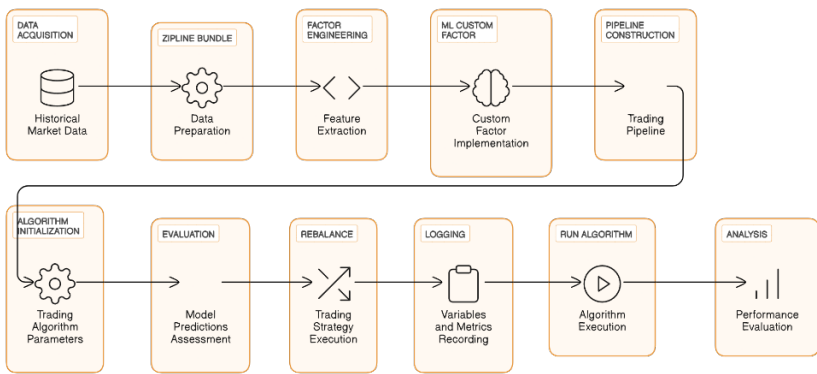 DATA
ACQUISITION
Historical
Market Data
ZIPLINE BUNDLE
Data
Preparation
FACTOR
ENGINEERING
Feature
Extraction
ML CUSTOM
FACTOR
Custom
Factor
Implementation
PIPELINE
CONSTRUCTION
Trading
Pipeline
ALGORITHM
INITIALIZATION
Trading
Algorithm
Parameters
EVALUATION
Model
Predictions
Assessment
REBALANCE
Trading
Strategy
Execution
LOGGING
Variables
and Metrics
Recording
RUN ALGORITHM
Algorithm
Execution
ANALYSIS
Performance
Evaluation